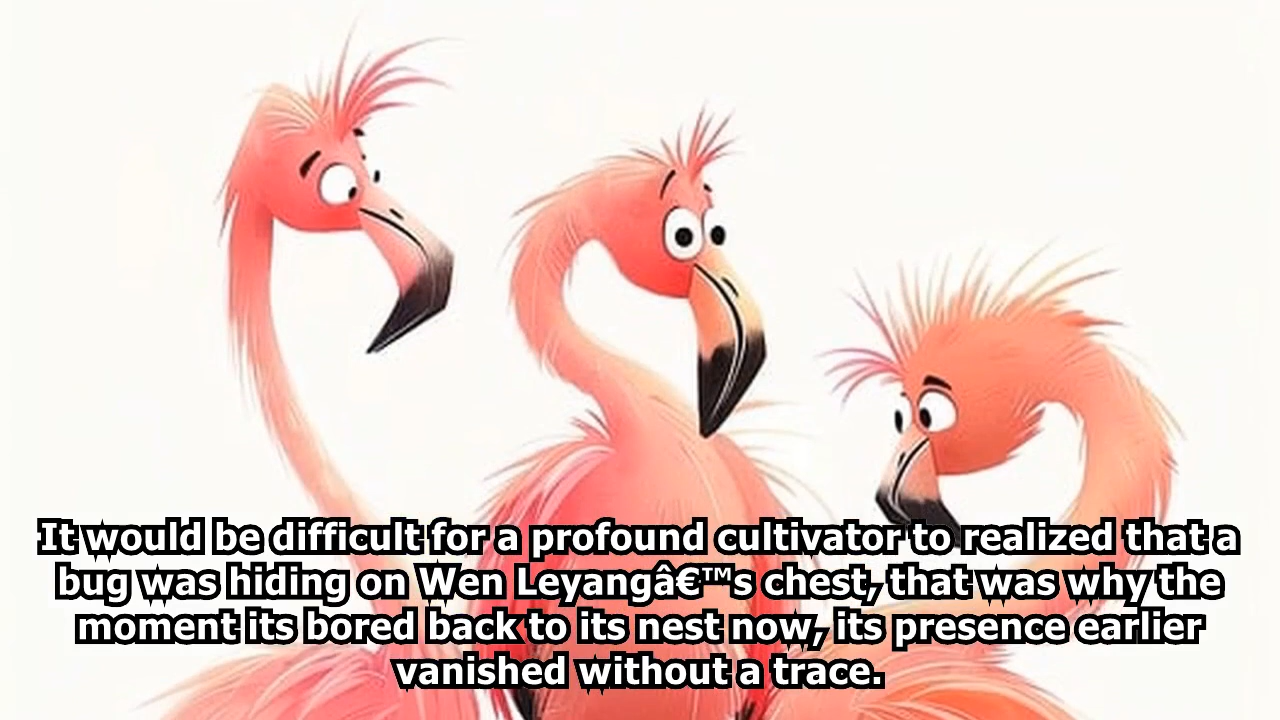 It would be difficult for a profound cultivator to realized that a
bug was hiding on Wen Leyangâ€™s chest, that was why the
moment its bored back to its nest now, its presence earlier
vanished without a trace.